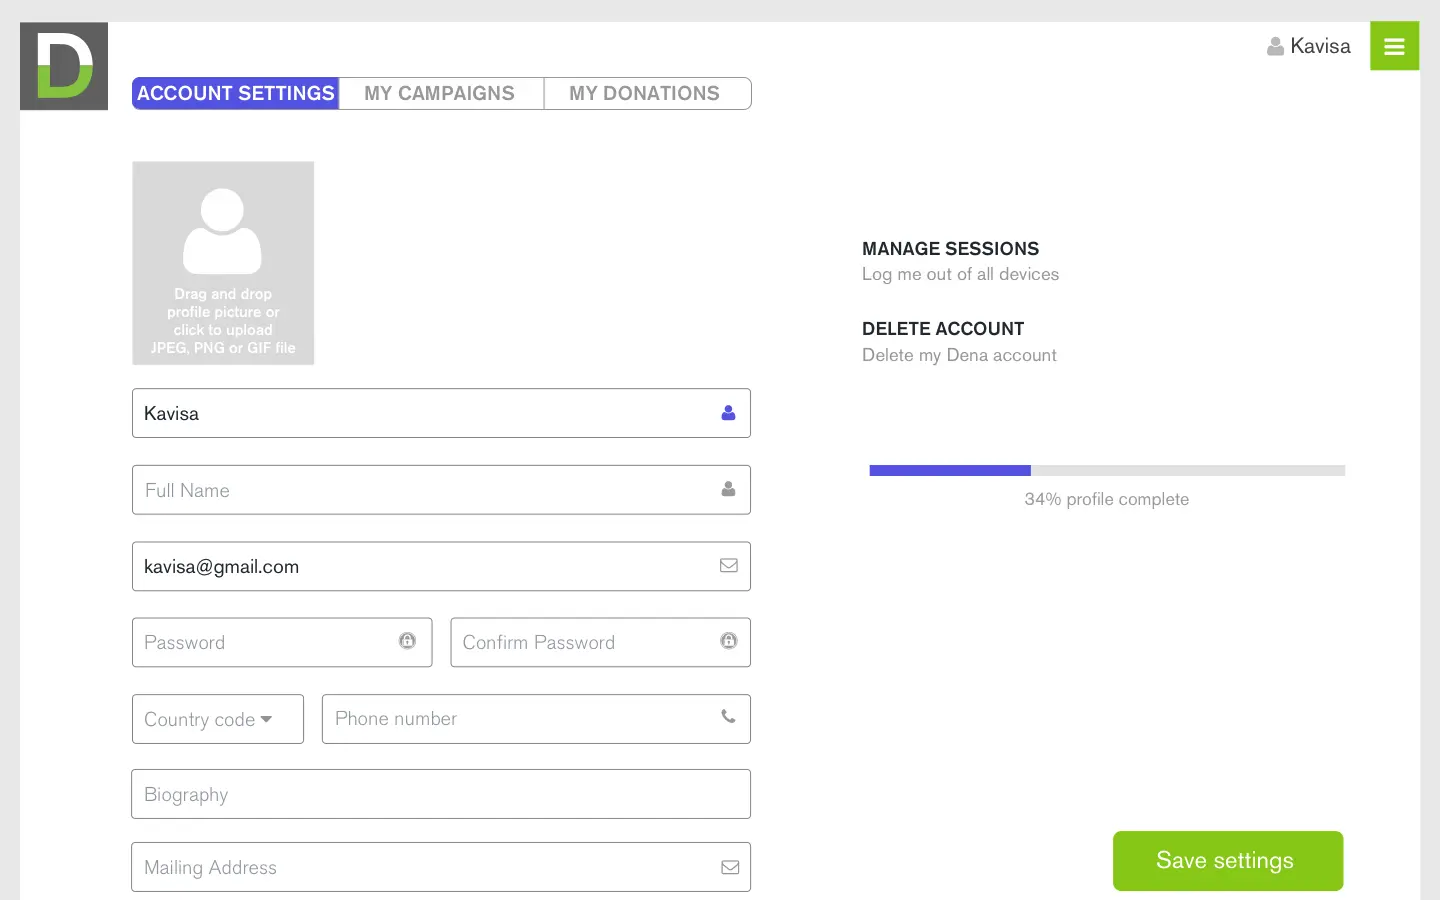 D
Kavisa
ACCOUNT SETTINGS
MY CAMPAIGNS
MY DONATIONS
Drag and drop
profile picture or
click to upload
JPEG, PNG or GIF file
Kavisa
Full Name
kavisa@gmail.com
Password
Confirm Password
Country code
Phone number
Biography
Mailing Address
MANAGE SESSIONS
Log me out of all devices
DELETE ACCOUNT
Delete my Dena account
34% profile complete
Save settings